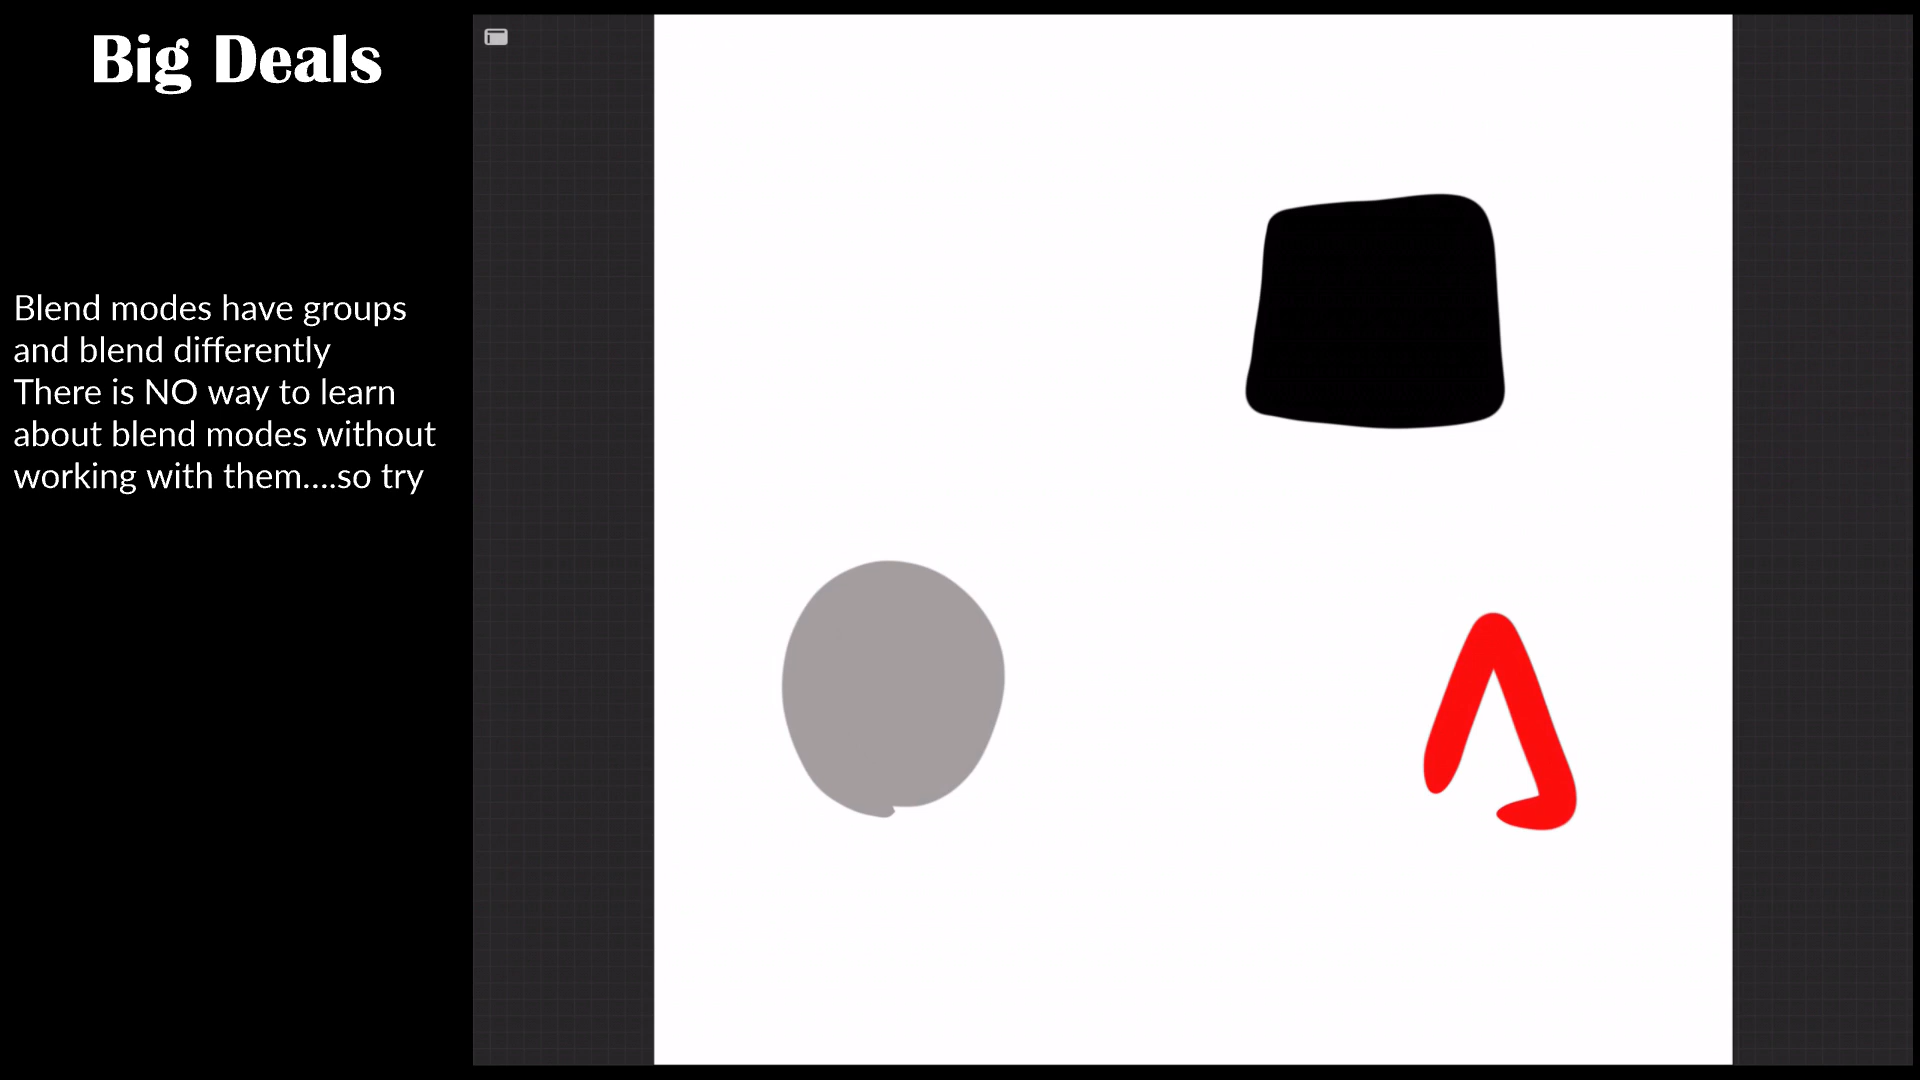 Big Deals
Blend modes have groups
and blend differently
There is NO way to learn
about blend modes without
working with them....so try